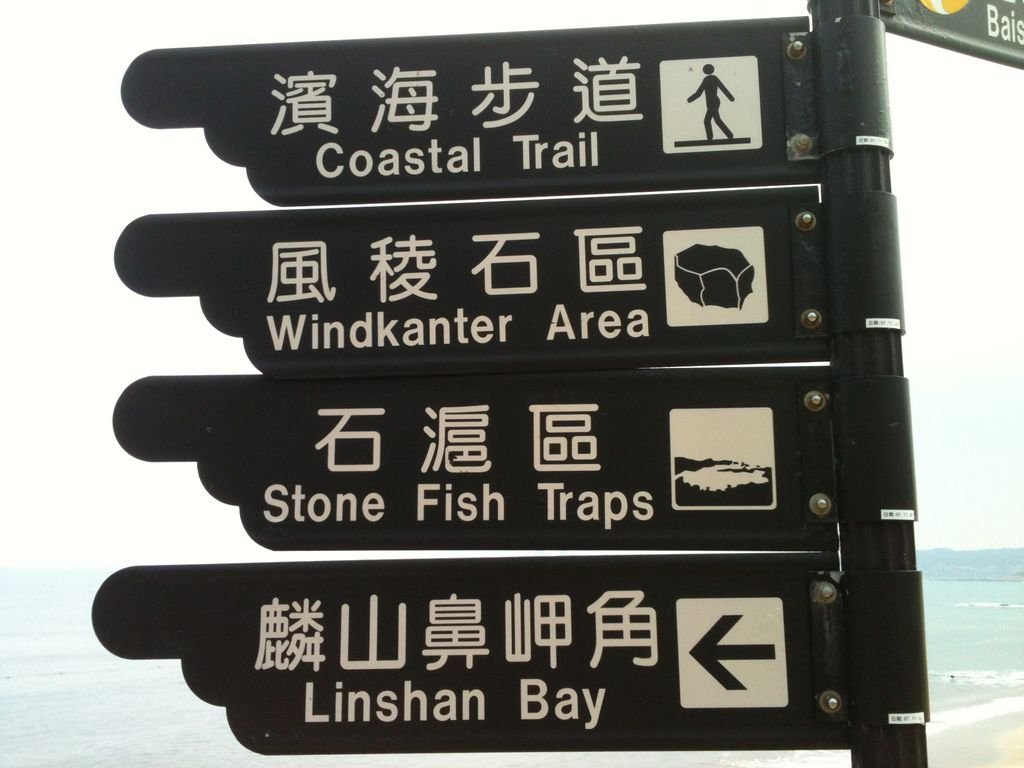 濱海步道
Coastal Trail
風稜石區
Windkanter Area
石滬區
Stone Fish Traps
麟山鼻岬角
Linshan Bay
Bais